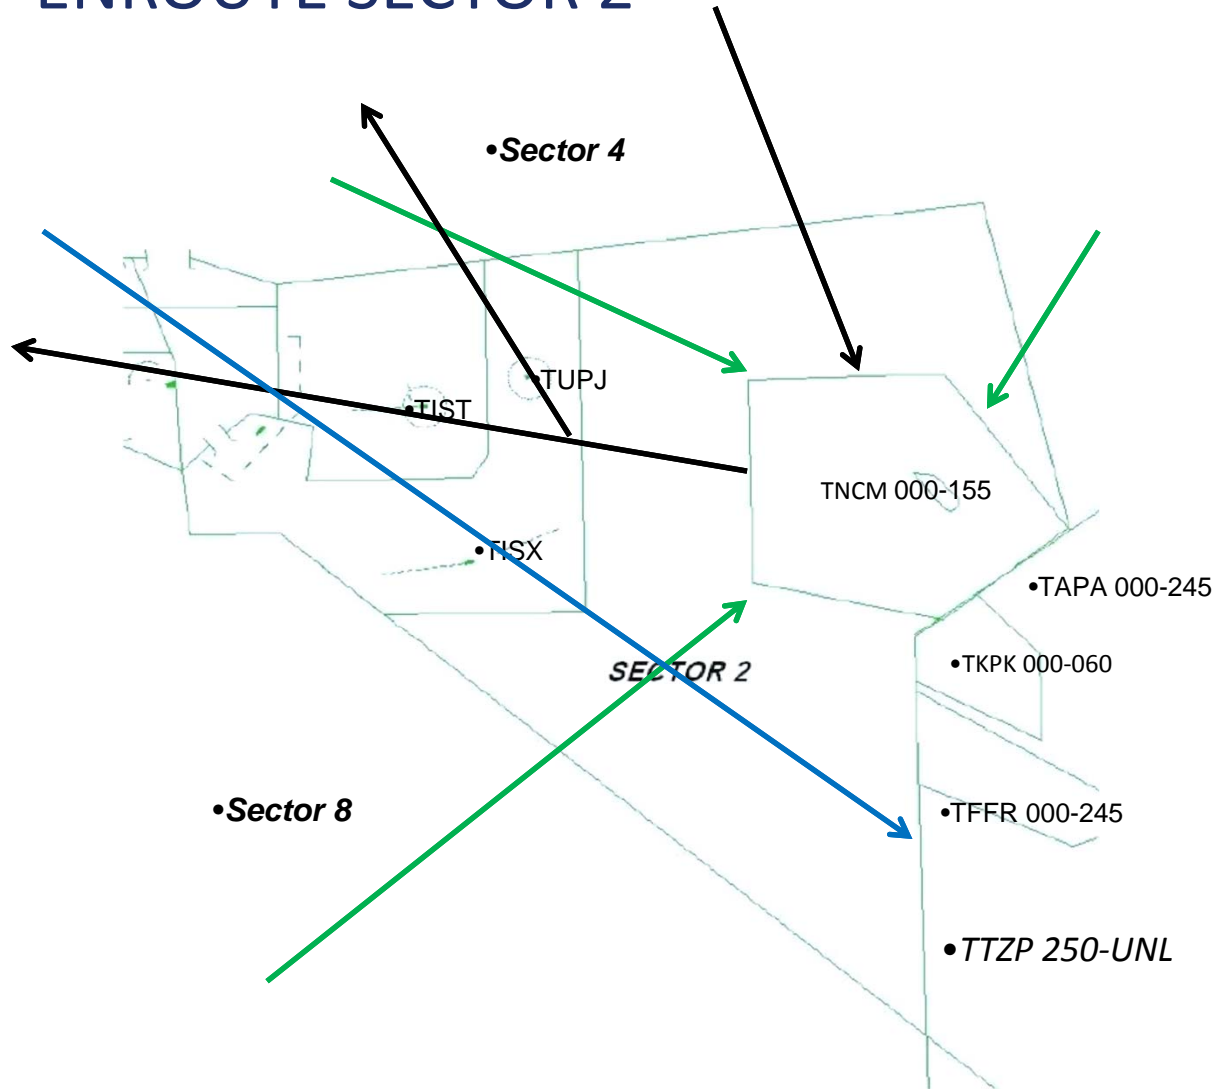 ENROUTE SECTOR 2
•Sector 4
•TUPJ
•TIST
TNCM 000-155
•TISX
•TAPA 000-245
•TKPK 000-060
SECTOR 2
•Sector 8
•TFFR 000-245
•TTZP 250-UNL